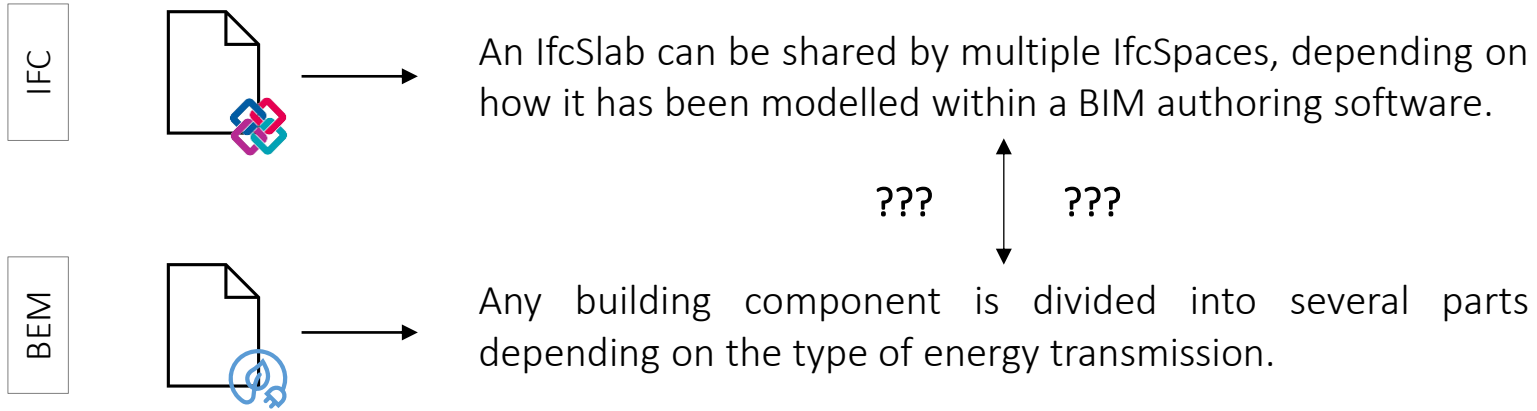 IFC
An IfcSlab can be shared by multiple IfcSpaces, depending on
how it has been modelled within a BIM authoring software.
??? ???
BEM
Any building component is divided into several parts
depending on the type of energy transmission.